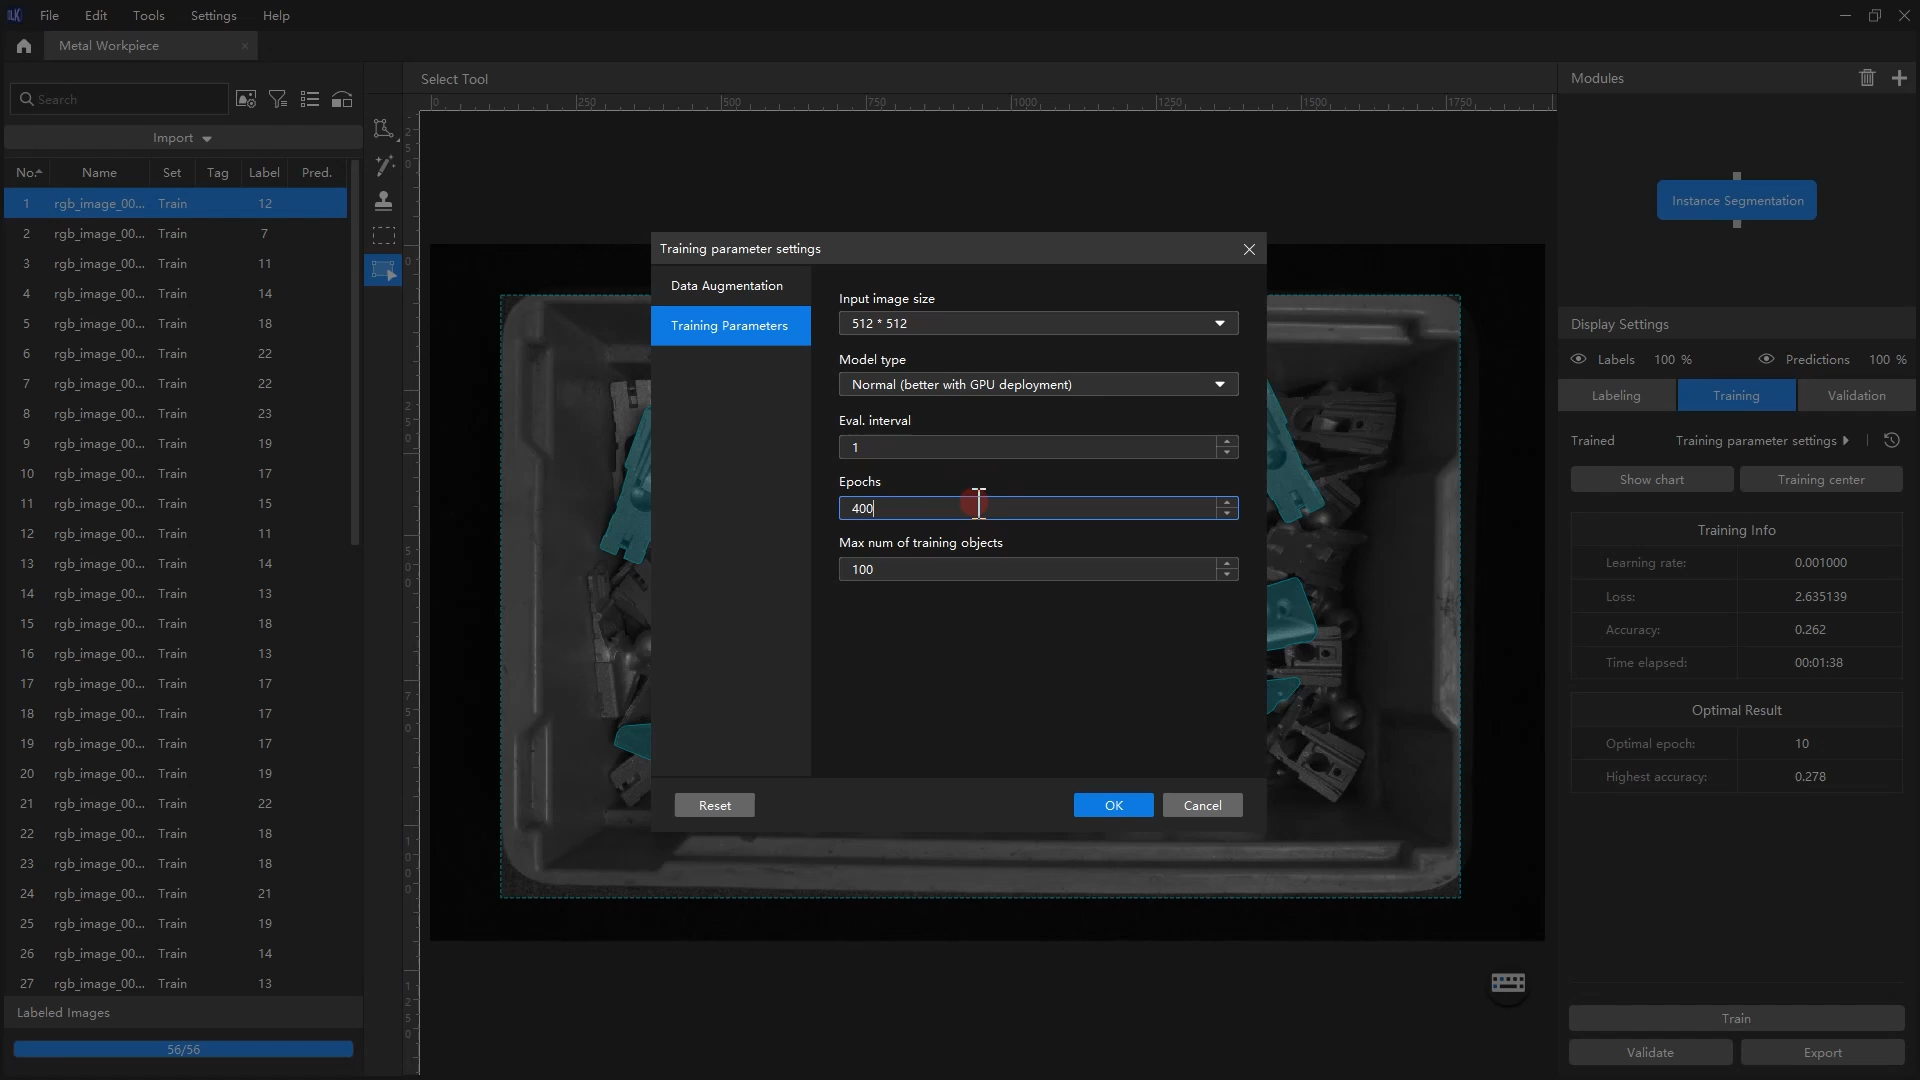 File Edit Tools Settings Help
Metal Workpiece
Search
Import
No. Name Set Tag Label Pred.
1 rgb_image_00... Train 12
2 rgb_image_00... Train 7
3 rgb_image_00... Train 11
4 rgb_image_00... Train 14
5 rgb_image_00... Train 18
6 rgb_image_00... Train 22
7 rgb_image_00... Train 22
8 rgb_image_00... Train 23
9 rgb_image_00... Train 19
10 rgb_image_00... Train 17
11 rgb_image_00... Train 15
12 rgb_image_00... Train 11
13 rgb_image_00... Train 14
14 rgb_image_00... Train 13
15 rgb_image_00... Train 18
16 rgb_image_00... Train 13
17 rgb_image_00... Train 17
18 rgb_image_00... Train 17
19 rgb_image_00... Train 17
20 rgb_image_00... Train 19
21 rgb_image_00... Train 22
22 rgb_image_00... Train 18
23 rgb_image_00... Train 18
24 rgb_image_00... Train 21
25 rgb_image_00... Train 19
26 rgb_image_00... Train 14
27 rgb_image_00... Train 13
Labeled Images
56/56
Select Tool
0 250 500 750 1000 1250 1500 1750
Training parameter settings
Data Augmentation
Training Parameters
Input image size
512 * 512
Model type
Normal (better with GPU deployment)
Eval. interval
1
Epochs
400
Max num of training objects
100
Reset OK Cancel
Modules
Instance Segmentation
Display Settings
Labels 100 % Predictions 100 %
Labeling Training Validation
Trained Training parameter settings
Show chart Training center
Training Info
Learning rate: 0.001000
Loss: 2.635139
Accuracy: 0.262
Time elapsed: 00:01:38
Optimal Result
Optimal epoch: 10
Highest accuracy: 0.278
Train
Validate Export